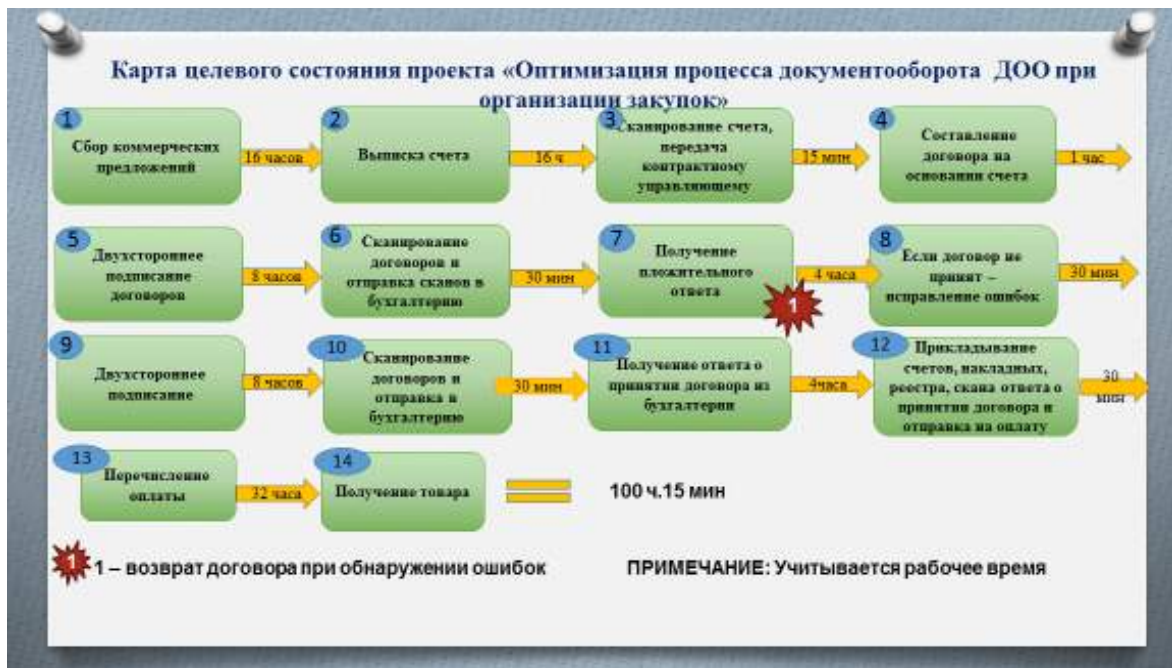 Карта целевого состояния проекта «Оптимизация процесса документооборота ДОО при
организации закупок»
1
Сбор коммерческих
предложений
16 часов
2
Выписка счета
16 ч
3
Сканирование счета,
передача
контрактному
управляющему
15 мин
4
Составление
договора на
основании счета
1 час
5
Двухстороннее
подписание
договоров
8 часов
6
Сканирование
договоров и
отправка сканов в
бухгалтерию
30 мин
7
Получение
пложительного
ответа
1
4 часа
8
Если договор не
принят –
исправление ошибок
30 мин
9
Двухстороннее
подписание
8 часов
10
Сканирование
договоров и
отправка в
бухгалтерию
30 мин
11
Получение ответа о
принятии договора из
бухгалтерии
4часа
12
Прикладывание
счетов, накладных,
реестра, скана ответа о
принятии договора и
отправка на оплату
30
мин
13
Перечисление
оплаты
32 часа
14
Получение товара
100 ч.15 мин
1
1 – возврат договора при обнаружении ошибок
ПРИМЕЧАНИЕ: Учитывается рабочее время